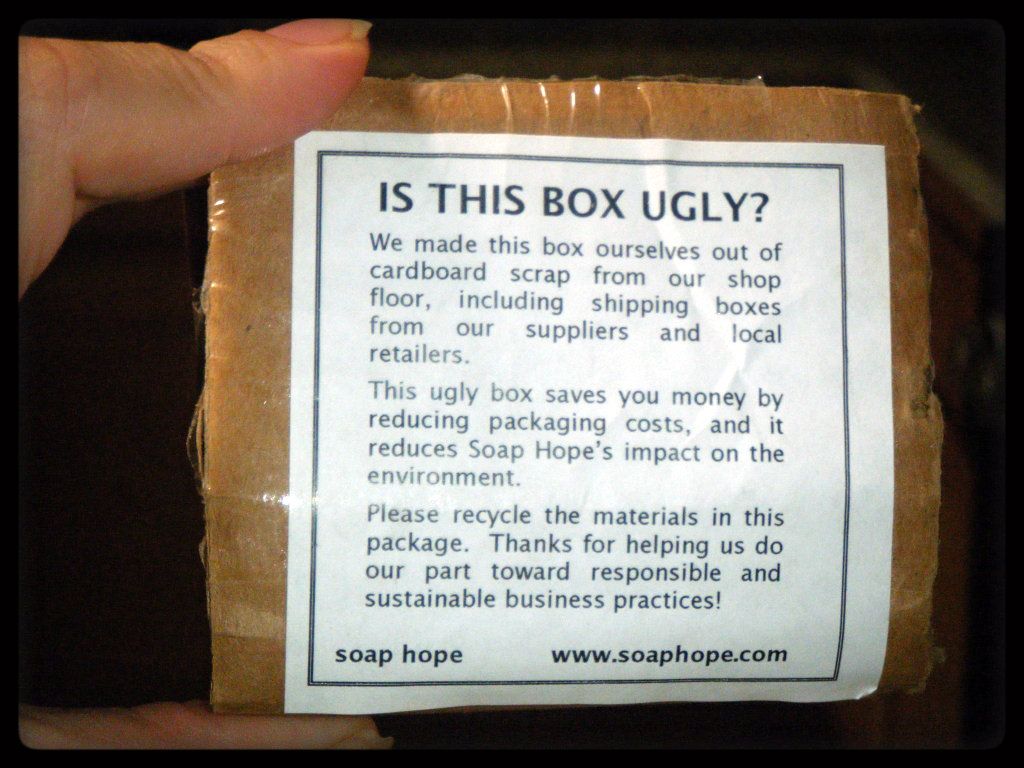 IS THIS BOX UGLY?
We made this box ourselves out of
cardboard scrap from our shop
floor, including shipping boxes
from our suppliers and local
retailers.
This ugly box saves you money by
reducing packaging costs, and it
reduces Soap Hope's impact on the
environment.
Please recycle the materials in this
package. Thanks for helping us do
our part toward responsible and
sustainable business practices!
soap hope www.soaphope.com